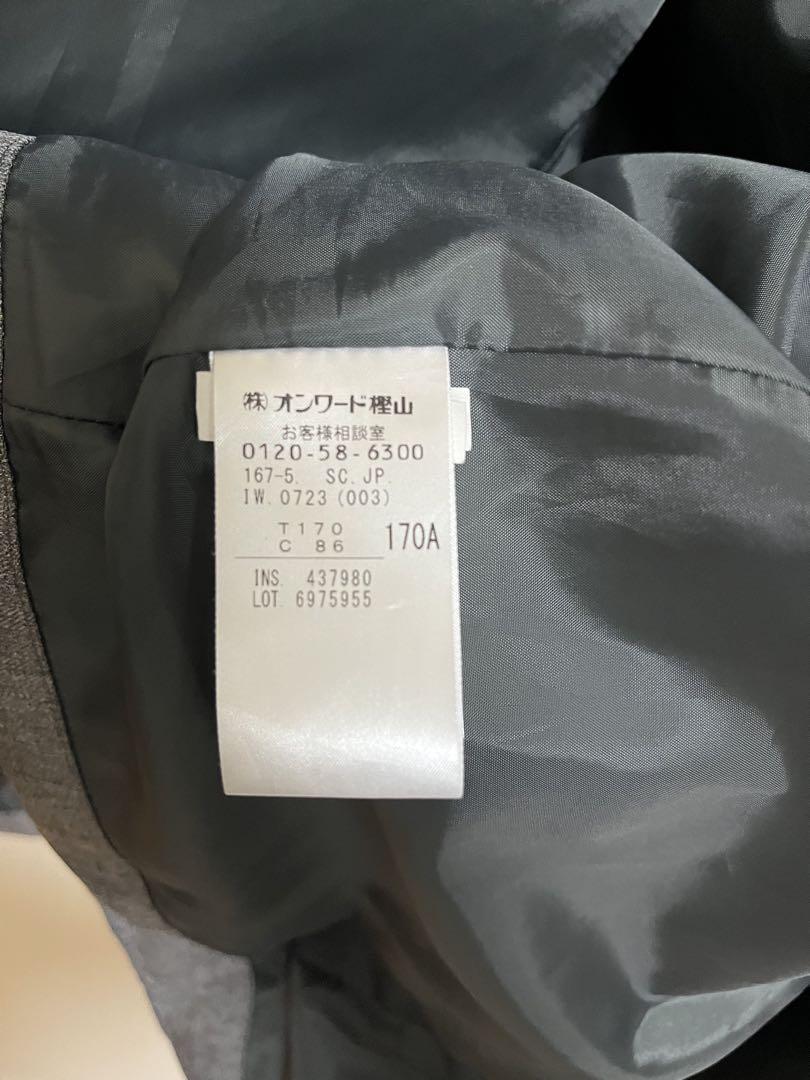 ㈱オンワード樫山
お客様相談室
0120-58-6300
167-5. SC.JP.
IW.0723(003)
T170
C 86
170A
INS. 437980
LOT. 6975955